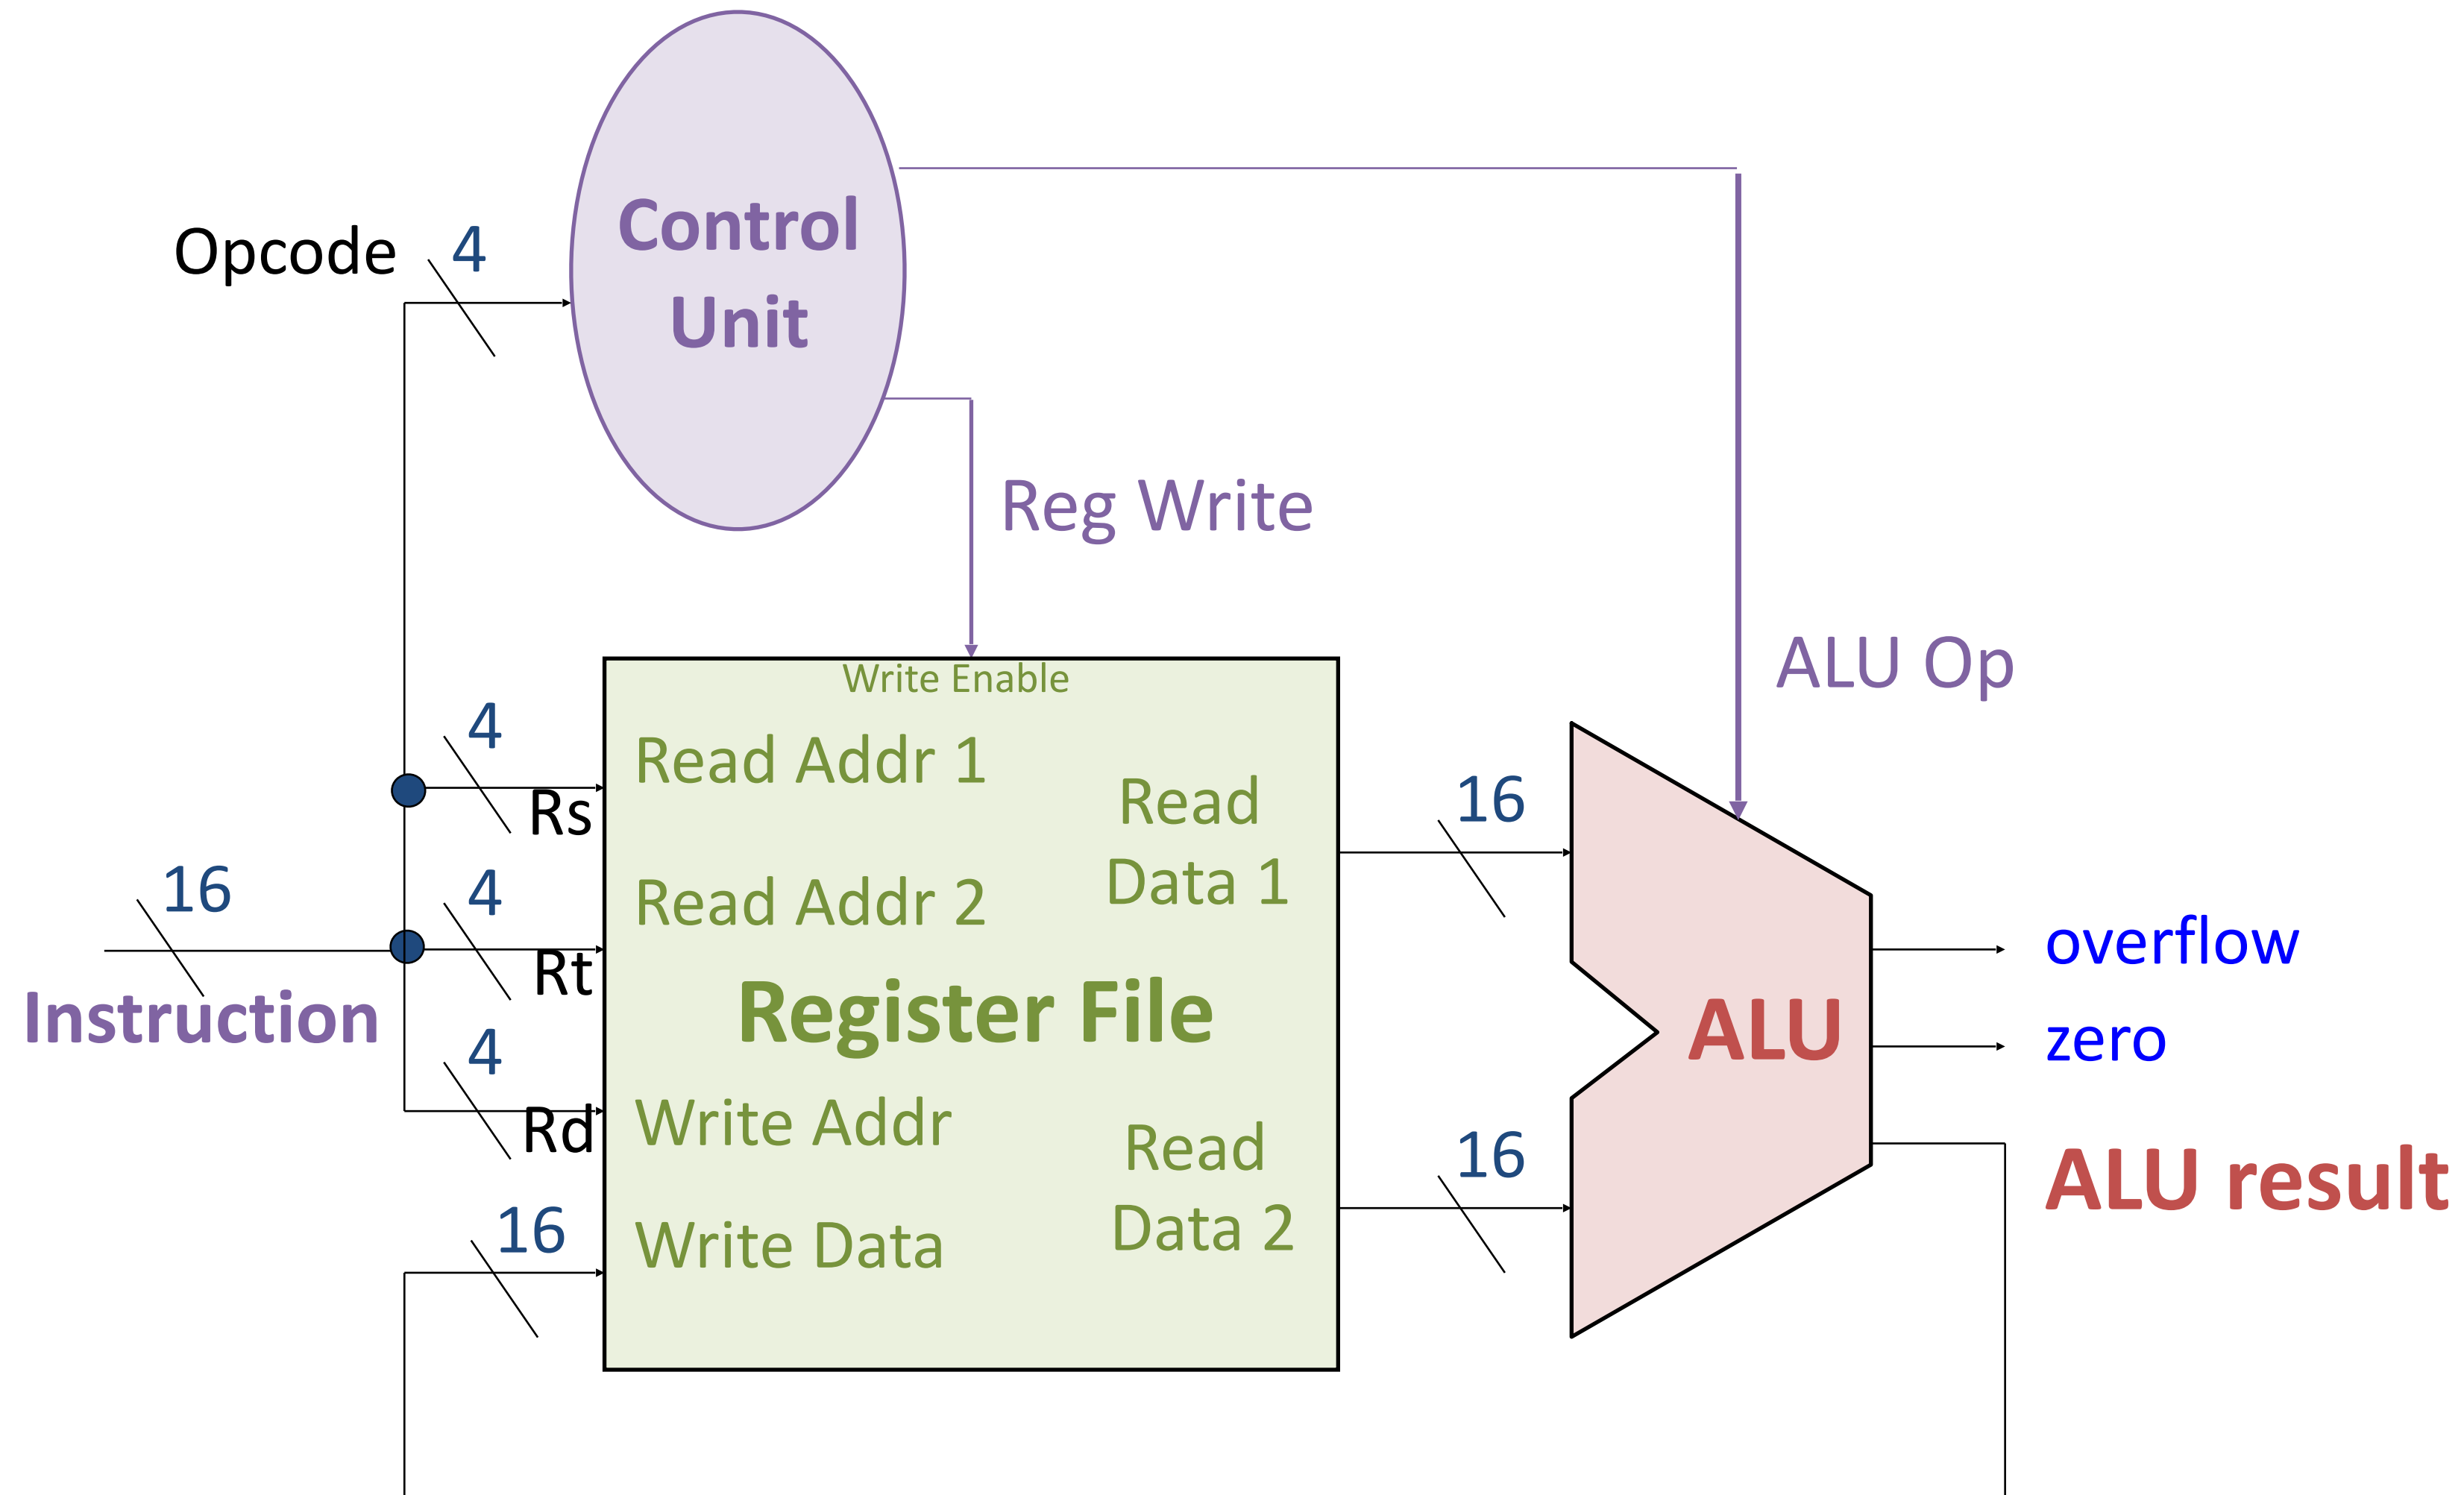 Control
Unit
Opcode
4
Reg Write
ALU Op
Write Enable
4
Rs
Read Addr 1
Read
Data 1
16
16
Instruction
4
Rt
Read Addr 2
Register File
ALU
overflow
zero
4
Rd
Write Addr
Read
Data 2
16
ALU result
16
Write Data